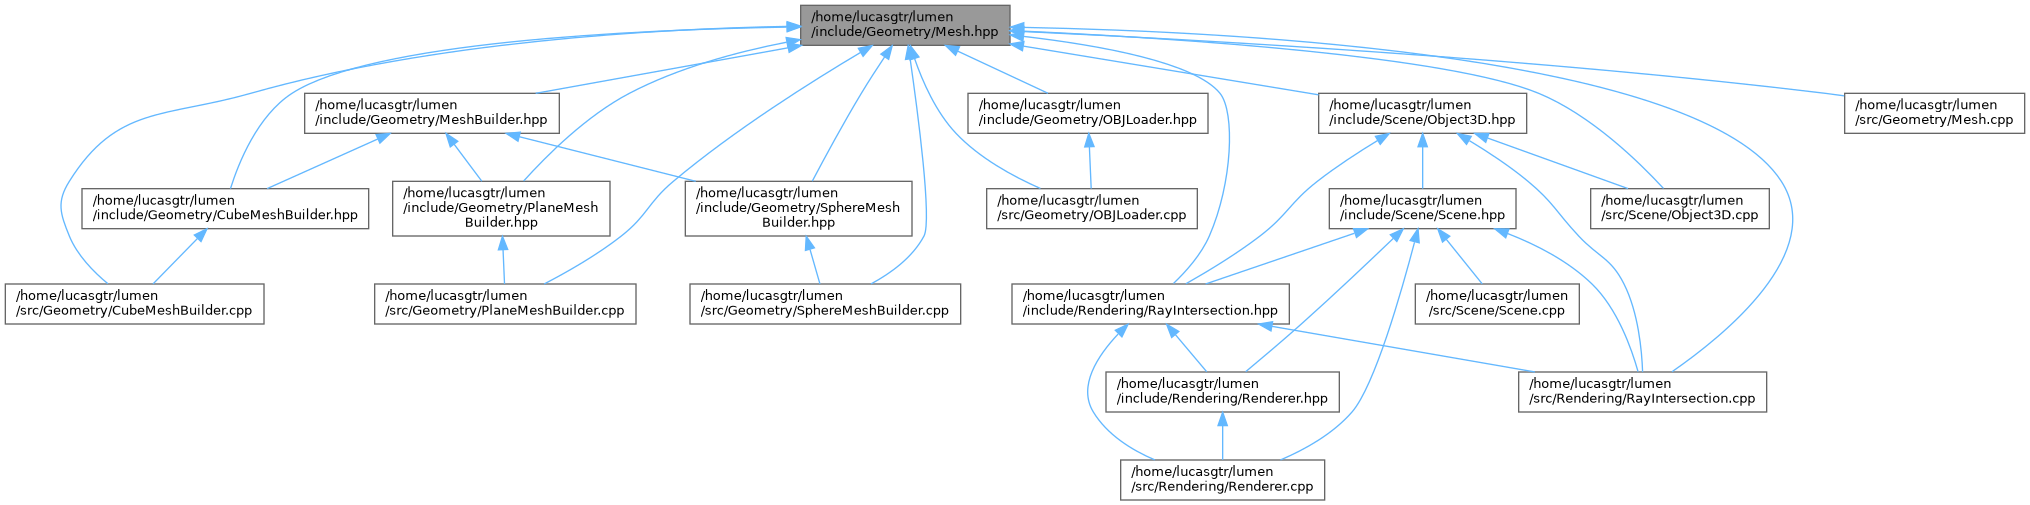 /home/lucasgtr/lumen
/include/Geometry/Mesh.hpp
/home/lucasgtr/lumen
/include/Geometry/MeshBuilder.hpp
/home/lucasgtr/lumen
/include/Geometry/OBJLoader.hpp
/home/lucasgtr/lumen
/include/Scene/Object3D.hpp
/home/lucasgtr/lumen
/src/Geometry/Mesh.cpp
/home/lucasgtr/lumen
/include/Geometry/CubeMeshBuilder.hpp
/home/lucasgtr/lumen
/include/Geometry/PlaneMesh
Builder.hpp
/home/lucasgtr/lumen
/include/Geometry/SphereMesh
Builder.hpp
/home/lucasgtr/lumen
/src/Geometry/OBJLoader.cpp
/home/lucasgtr/lumen
/include/Scene/Scene.hpp
/home/lucasgtr/lumen
/src/Scene/Object3D.cpp
/home/lucasgtr/lumen
/src/Geometry/CubeMeshBuilder.cpp
/home/lucasgtr/lumen
/src/Geometry/PlaneMeshBuilder.cpp
/home/lucasgtr/lumen
/src/Geometry/SphereMeshBuilder.cpp
/home/lucasgtr/lumen
/include/Rendering/RayIntersection.hpp
/home/lucasgtr/lumen
/src/Scene/Scene.cpp
/home/lucasgtr/lumen
/include/Rendering/Renderer.hpp
/home/lucasgtr/lumen
/src/Rendering/RayIntersection.cpp
/home/lucasgtr/lumen
/src/Rendering/Renderer.cpp